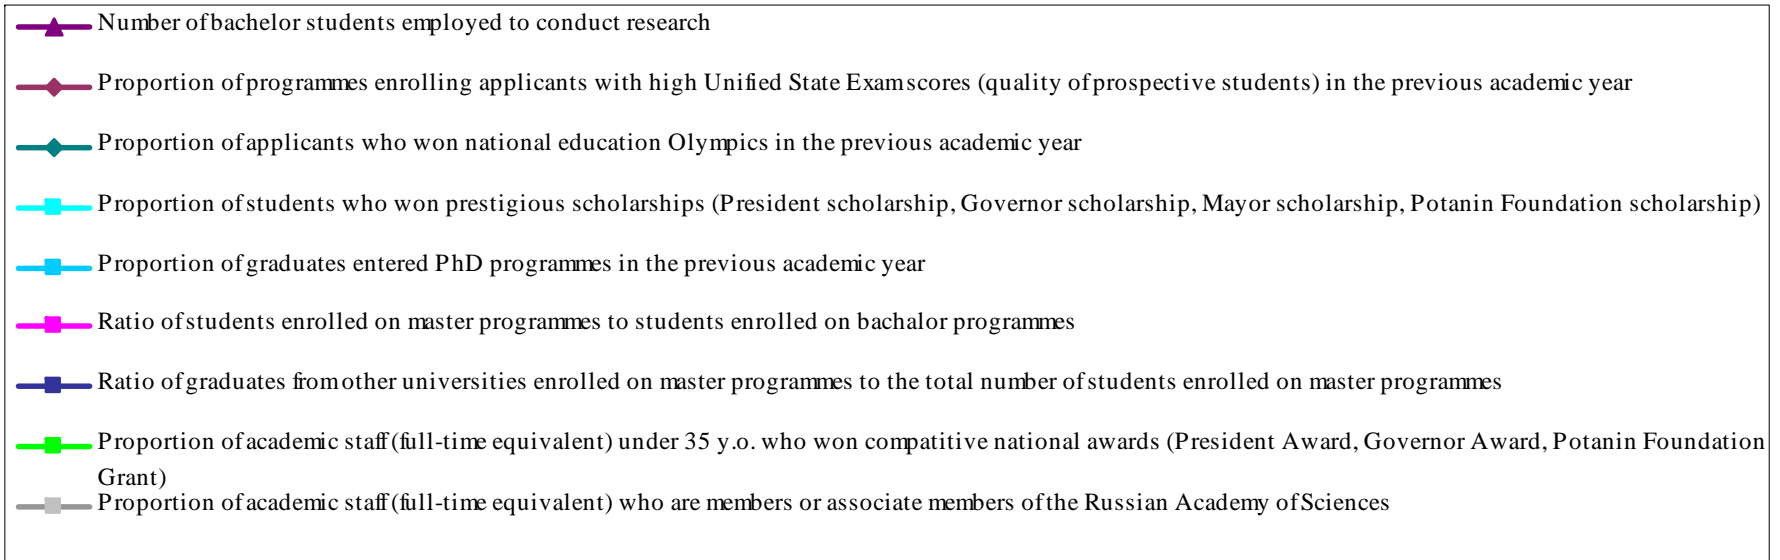 Number of bachelor students employed to conduct research
Proportion of programmes enrolling applicants with high Unified State Exam scores (quality of prospective students) in the previous academic year
Proportion of applicants who won national education Olympics in the previous academic year
Proportion of students who won prestigious scholarships (President scholarship, Governor scholarship, Mayor scholarship, Potanin Foundation scholarship)
Proportion of graduates entered PhD programmes in the previous academic year
Ratio of students enrolled on master programmes to students enrolled on bachalor programmes
Ratio of graduates from other universities enrolled on master programmes to the total number of students enrolled on master programmes
Proportion of academic staff (full-time equivalent) under 35 y.o. who won compatitive national awards (President Award, Governor Award, Potanin Foundation
Grant)
Proportion of academic staff (full-time equivalent) who are members or associate members of the Russian Academy of Sciences